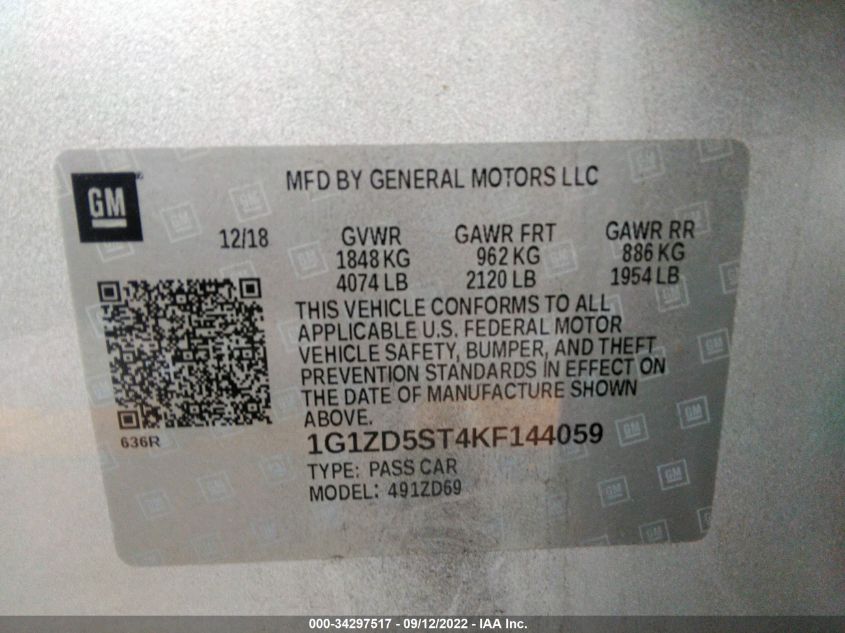 GM
MFD BY GENERAL MOTORS LLC
12/18 GVWR GAWR FRT GAWR RR
1848 KG 962 KG 886 KG
4074 LB 2120 LB 1954 LB
THIS VEHICLE CONFORMS TO ALL
APPLICABLE U.S. FEDERAL MOTOR
VEHICLE SAFETY, BUMPER, AND THEFT
PREVENTION STANDARDS IN EFFECT ON
THE DATE OF MANUFACTURE SHOWN
ABOVE.
636R
1G1ZD5ST4KF144059
TYPE: PASS CAR
MODEL: 491ZD69
000-34297517 - 09/12/2022 - IAA Inc.